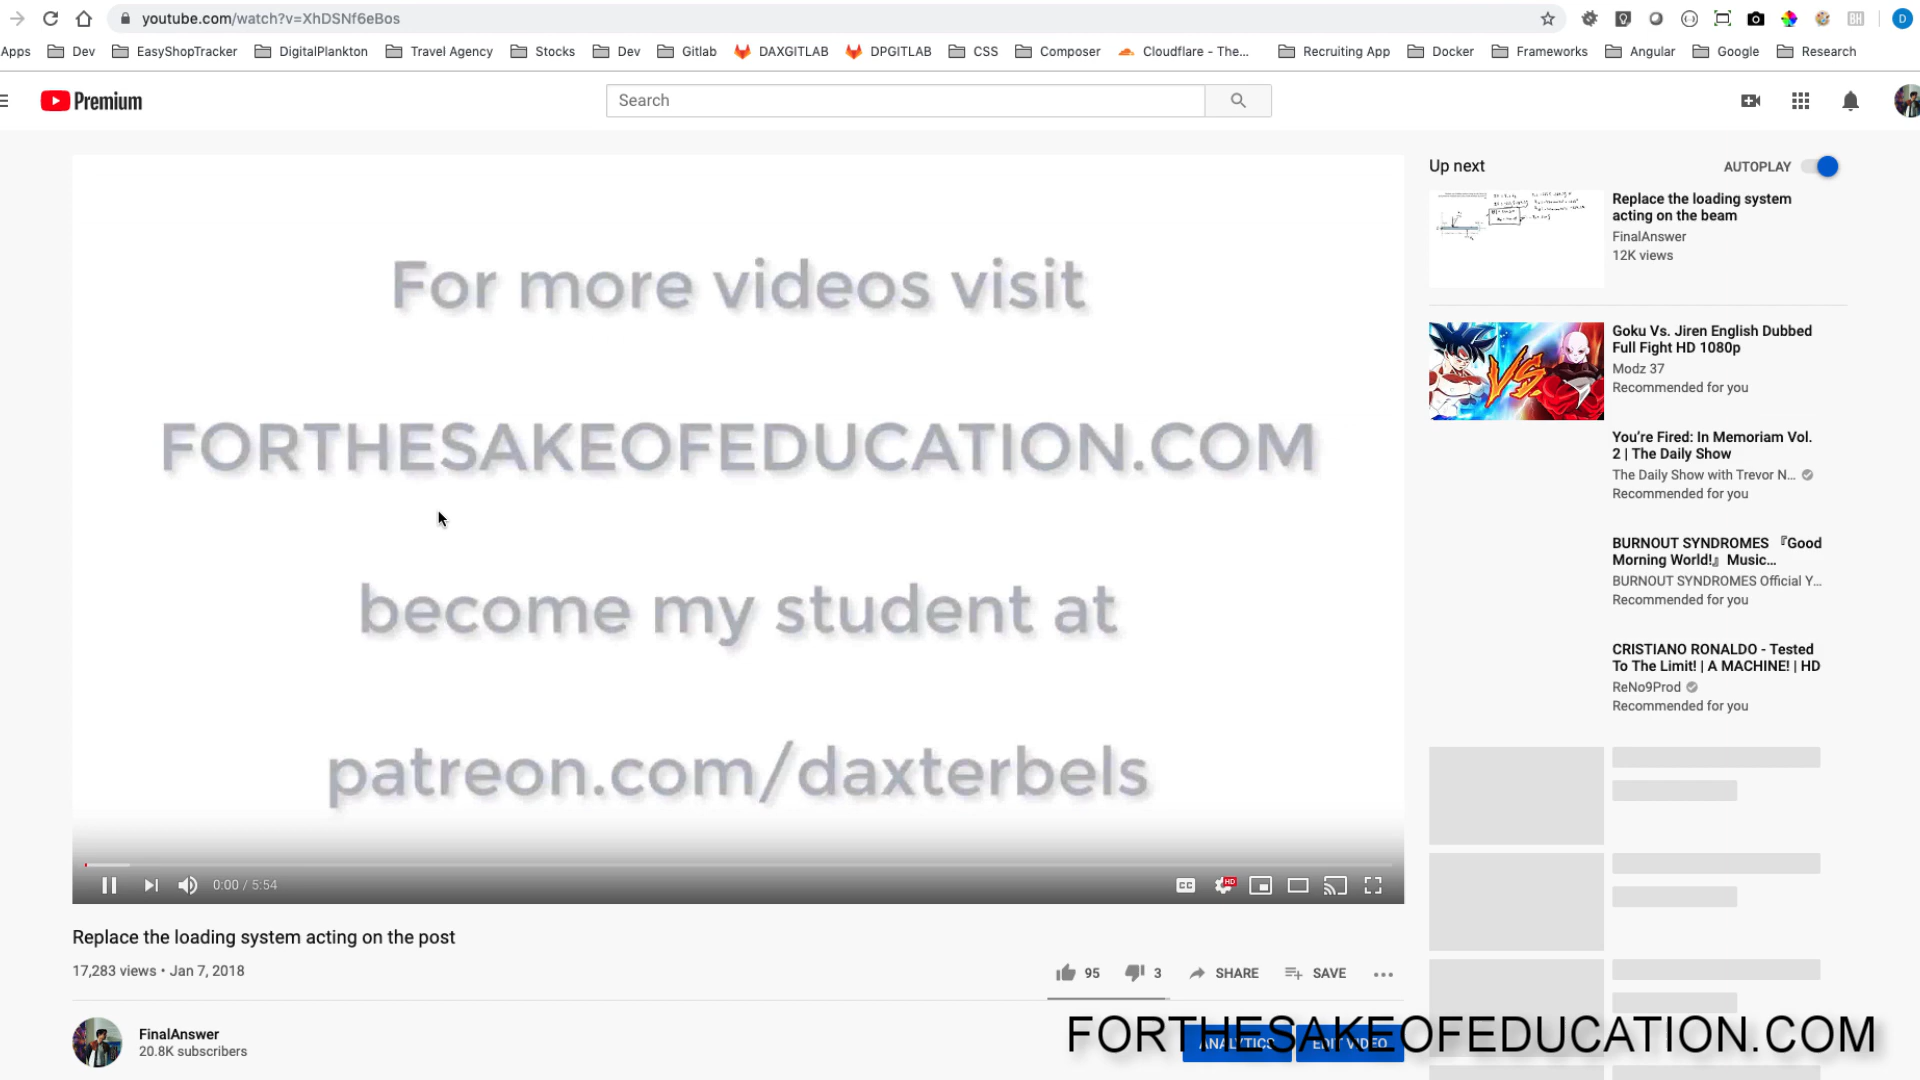 youtube.com/watch?v=XhDSNf6eBos
Apps Dev EasyShopTracker DigitalPlankton Travel Agency Stocks Dev Gitlab DAXGITLAB DPGITLAB CSS Composer Cloudflare - The... Recruiting App Docker Frameworks Angular Google Research
Premium
Search
For more videos visit
FORTHESAKEOFEDUCATION.COM
become my student at
patreon.com/daxterbels
0:00 / 5:54
CC
HD
Replace the loading system acting on the post
17,283 views • Jan 7, 2018
95
3
SHARE
SAVE
FinalAnswer
20.8K subscribers
ANALYTICS
EDIT VIDEO
Up next
AUTOPLAY
Replace the loading system
acting on the beam
FinalAnswer
12K views
VS.
Goku Vs. Jiren English Dubbed
Full Fight HD 1080p
Modz 37
Recommended for you
You're Fired: In Memoriam Vol.
2 | The Daily Show
The Daily Show with Trevor N...
Recommended for you
BURNOUT SYNDROMES 『Good
Morning World!』 Music...
BURNOUT SYNDROMES Official Y...
Recommended for you
CRISTIANO RONALDO - Tested
To The Limit! | A MACHINE! | HD
ReNo9Prod
Recommended for you
FORTHESAKEOFEDUCATION.COM